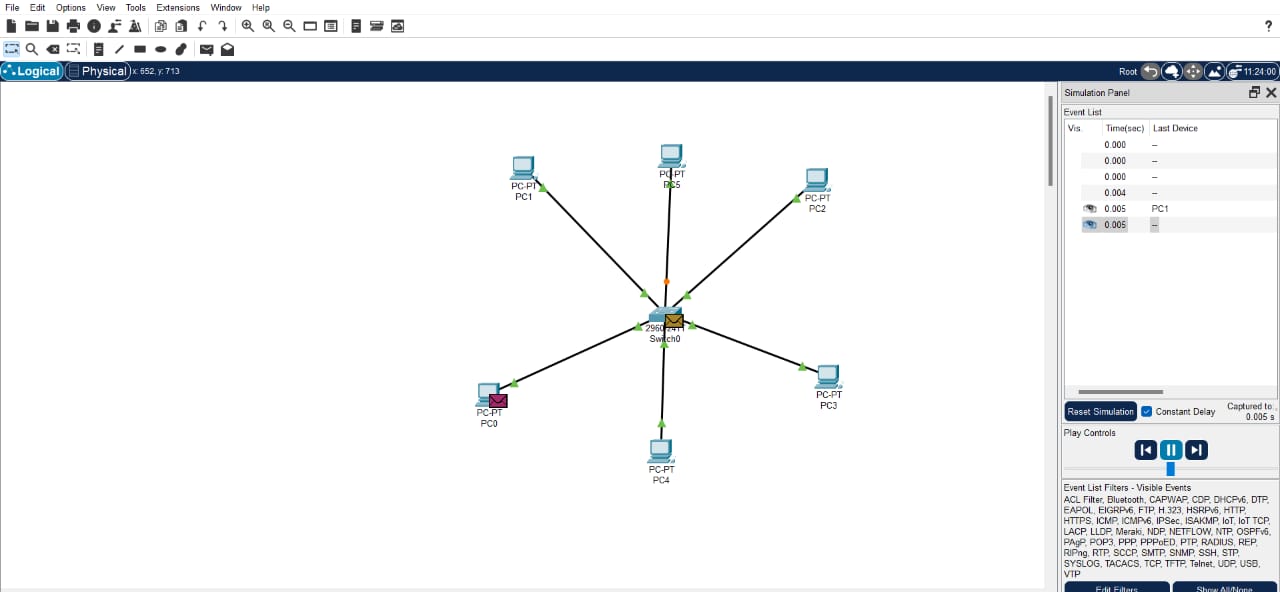 File Edit Options View Tools Extensions Window Help
?
Logical Physical x: 652, y: 713 Root 11:24:00
Simulation Panel
Event List
Vis. Time(sec) Last Device
0.000 --
0.000 --
0.000 --
0.004 --
0.005 PC1
0.005 --
PC-PT
PC1
PC-PT
PC5
PC-PT
PC2
Switch0
PC-PT
PC3
PC-PT
PC0
PC-PT
PC4
Reset Simulation Constant Delay Captured to:
0.005 s
Play Controls
Event List Filters - Visible Events
ACL Filter, Bluetooth, CAPWAP, CDP, DHCPv6, DTP,
EAPOL, EIGRPv6, FTP, H.323, HSRPv6, HTTP,
HTTPS, ICMP, ICMPv6, IPSec, ISAKMP, IoT, IoT TCP,
LACP, LLDP, Meraki, NDP, NETFLOW, NTP, OSPFv6,
PAgP, POP3, PPP, PPPoED, PTP, RADIUS, REP,
RIPng, RTP, SCCP, SMTP, SNMP, SSH, STP,
SYSLOG, TACACS, TCP, TFTP, Telnet, UDP, USB,
VTP
Edit Filters Show All/None